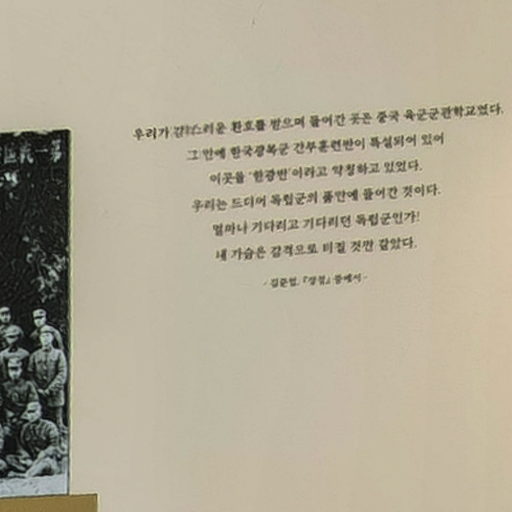 우리가 감격스러운 환호를 받으며 들어간 곳은 중국 육군군관학교였다.
그 안에 한국광복군 간부훈련반이 특설되어 있어
이곳을 '한광반'이라고 약칭하고 있었다.
우리는 드디어 독립군의 품안에 들어간 것이다.
얼마나 기다리고 기다리던 독립군인가!
내 가슴은 감격으로 터질 것만 같았다.
- 김준엽, 『장정』 중에서 -